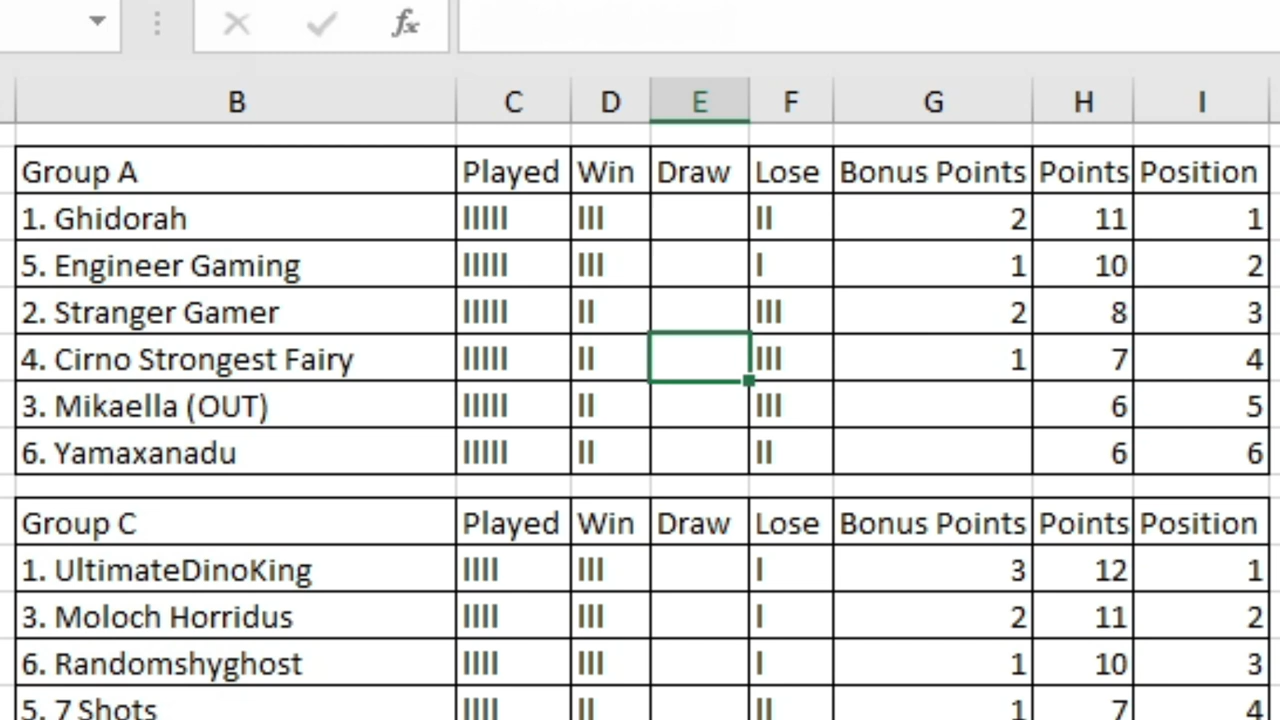 fx
B C D E F G H I
Group A Played Win Draw Lose Bonus Points Points Position
1. Ghidorah IIIII III II 2 11 1
5. Engineer Gaming IIIII III I 1 10 2
2. Stranger Gamer IIIII II III 2 8 3
4. Cirno Strongest Fairy IIIII II III 1 7 4
3. Mikaella (OUT) IIIII II III 6 5
6. Yamaxanadu IIIII II II 6 6
Group C Played Win Draw Lose Bonus Points Points Position
1. UltimateDinoKing IIII III I 3 12 1
3. Moloch Horridus IIII III I 2 11 2
6. Randomshyghost IIII III I 1 10 3
5. 7 Shots IIII II II 1 7 4